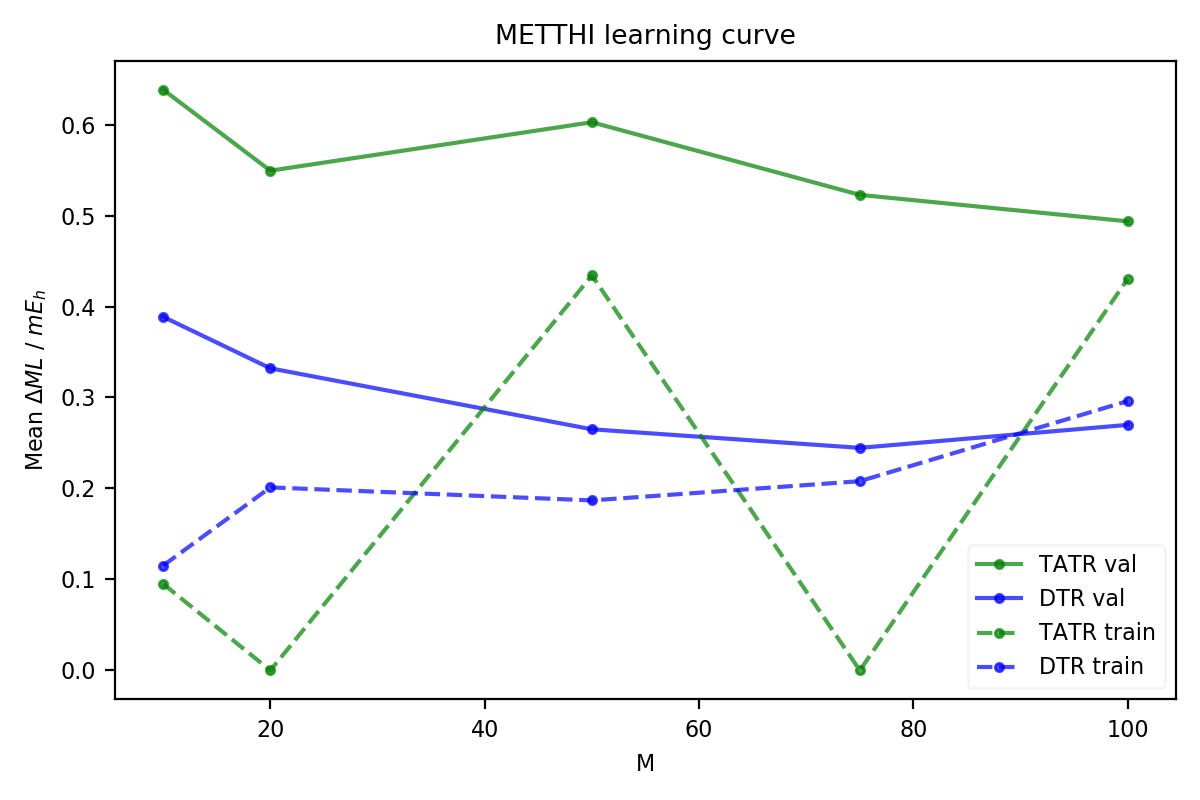 METTHI learning curve
Mean ΔML / mE_h
0.6
0.5
0.4
0.3
0.2
0.1
0.0
20 40 60 80 100
M
TATR val
DTR val
TATR train
DTR train